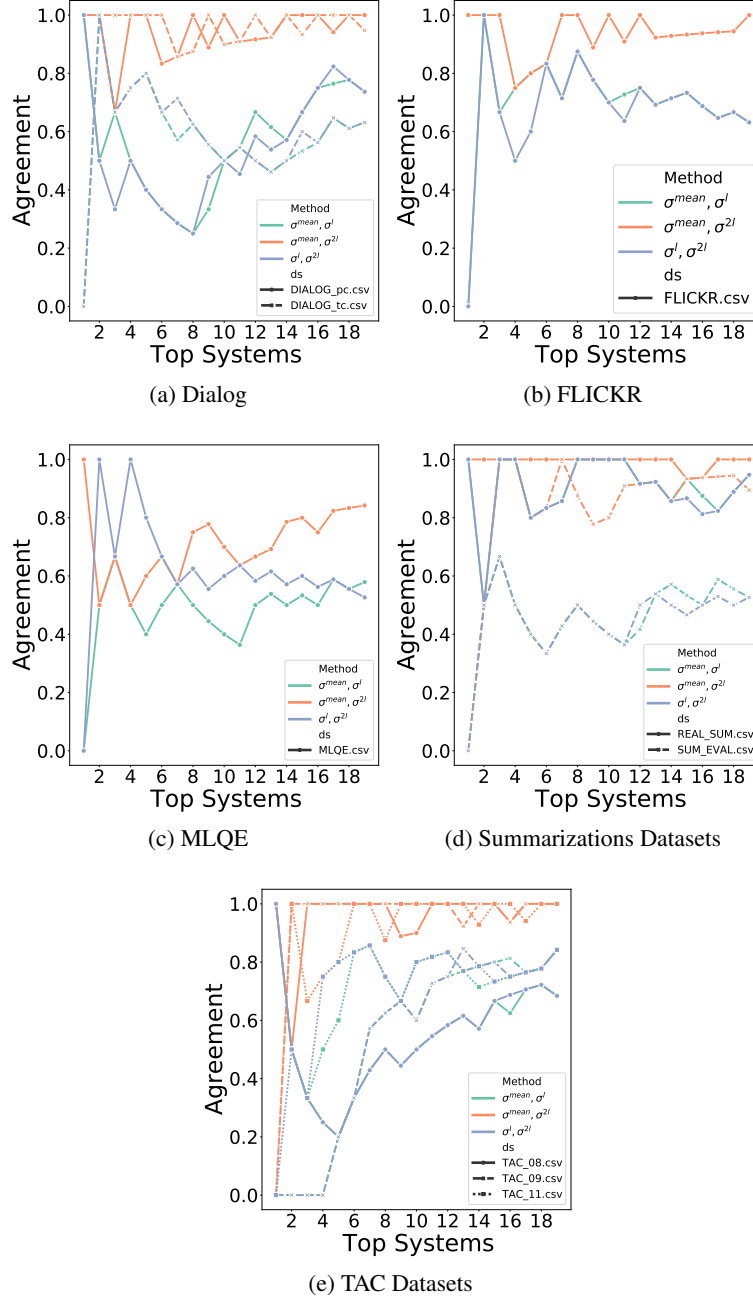 Agreement
1.0
0.8
0.6
0.4
0.2
0.0
2 4 6 8 10 12 14 16 18
Top Systems
Method
σ^mean, σ^l
σ^mean, σ^2l
σ^l, σ^2l
ds
DIALOG_pc.csv
DIALOG_tc.csv
(a) Dialog
Agreement
1.0
0.8
0.6
0.4
0.2
0.0
2 4 6 8 10 12 14 16 18
Top Systems
Method
σ^mean, σ^l
σ^mean, σ^2l
σ^l, σ^2l
ds
FLICKR.csv
(b) FLICKR
Agreement
1.0
0.8
0.6
0.4
0.2
0.0
2 4 6 8 10 12 14 16 18
Top Systems
Method
σ^mean, σ^l
σ^mean, σ^2l
σ^l, σ^2l
ds
MLQE.csv
(c) MLQE
Agreement
1.0
0.8
0.6
0.4
0.2
0.0
2 4 6 8 10 12 14 16 18
Top Systems
Method
σ^mean, σ^l
σ^mean, σ^2l
σ^l, σ^2l
ds
REAL_SUM.csv
SUM_EVAL.csv
(d) Summarizations Datasets
Agreement
1.0
0.8
0.6
0.4
0.2
0.0
2 4 6 8 10 12 14 16 18
Top Systems
Method
σ^mean, σ^l
σ^mean, σ^2l
σ^l, σ^2l
ds
TAC_08.csv
TAC_09.csv
TAC_11.csv
(e) TAC Datasets